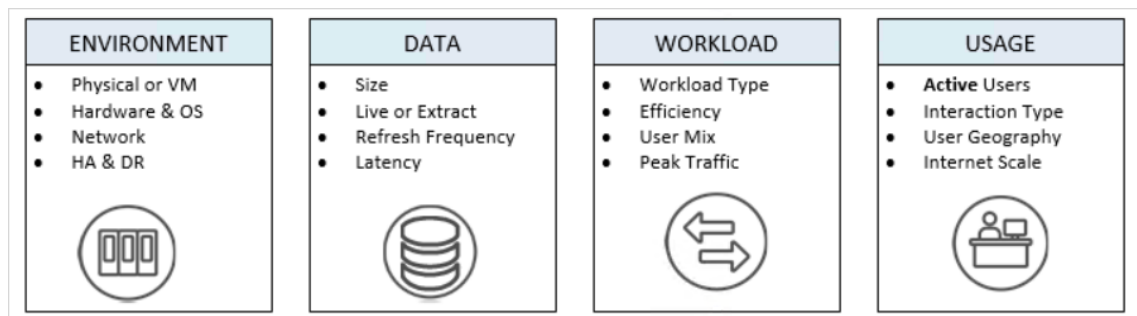 ENVIRONMENT
• Physical or VM
• Hardware & OS
• Network
• HA & DR
DATA
• Size
• Live or Extract
• Refresh Frequency
• Latency
WORKLOAD
• Workload Type
• Efficiency
• User Mix
• Peak Traffic
USAGE
• Active Users
• Interaction Type
• User Geography
• Internet Scale